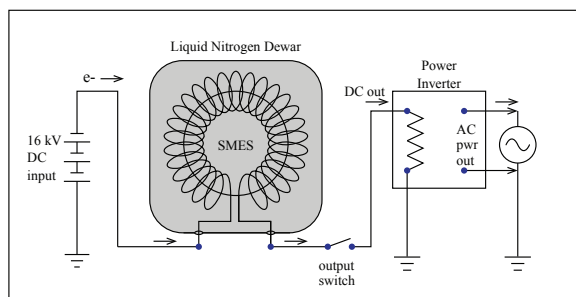 Liquid Nitrogen Dewar
Power
Inverter
e-
DC out
16 kV
DC
input
SMES
AC
pwr
out
output
switch